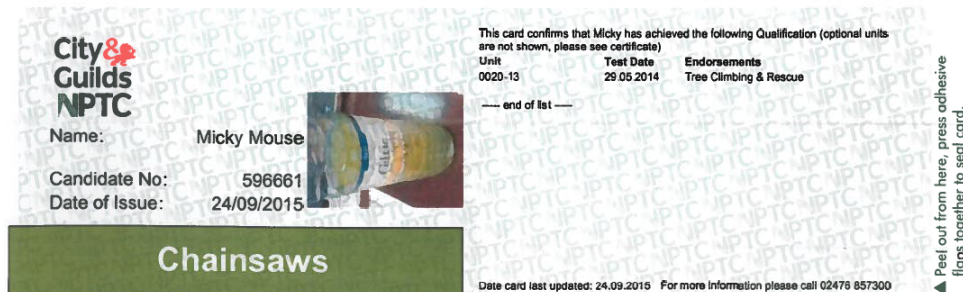 City&
Guilds
NPTC
Name: Micky Mouse
Candidate No: 596661
Date of Issue: 24/09/2015
Chainsaws
This card confirms that Micky has achieved the following Qualification (optional units
are not shown, please see certificate)
Unit Test Date Endorsements
0020-13 29.05.2014 Tree Climbing & Rescue
---- end of list ----
Date card last updated: 24.09.2015 For more information please call 02476 857300
▲ Peel out from here, press adhesive
flaps together to seal card.